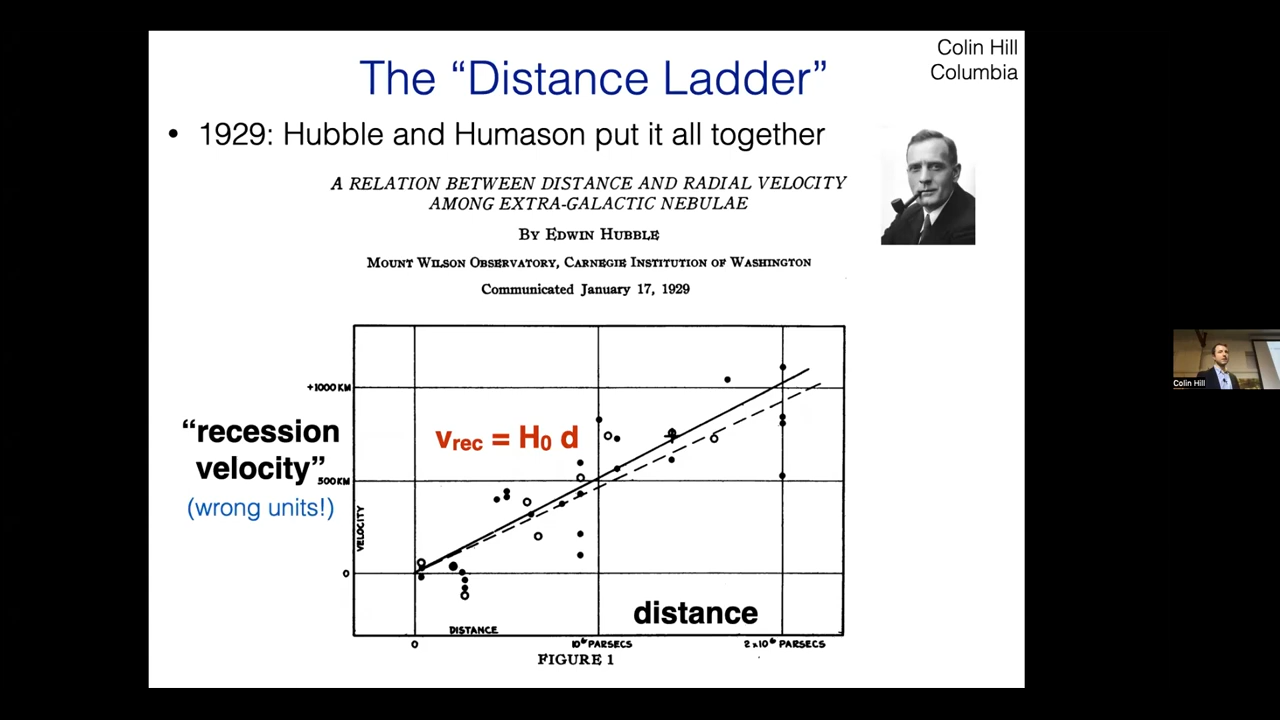 Colin Hill
Columbia
The “Distance Ladder”
• 1929: Hubble and Humason put it all together
A RELATION BETWEEN DISTANCE AND RADIAL VELOCITY
AMONG EXTRA-GALACTIC NEBULAE
By Edwin Hubble
Mount Wilson Observatory, Carnegie Institution of Washington
Communicated January 17, 1929
+1000 KM
“recession
velocity”
(wrong units!)
vrec = H0 d
500 KM
VELOCITY
0
distance
DISTANCE
0
10⁶ PARSECS
2 x 10⁶ PARSECS
FIGURE 1
Colin Hill